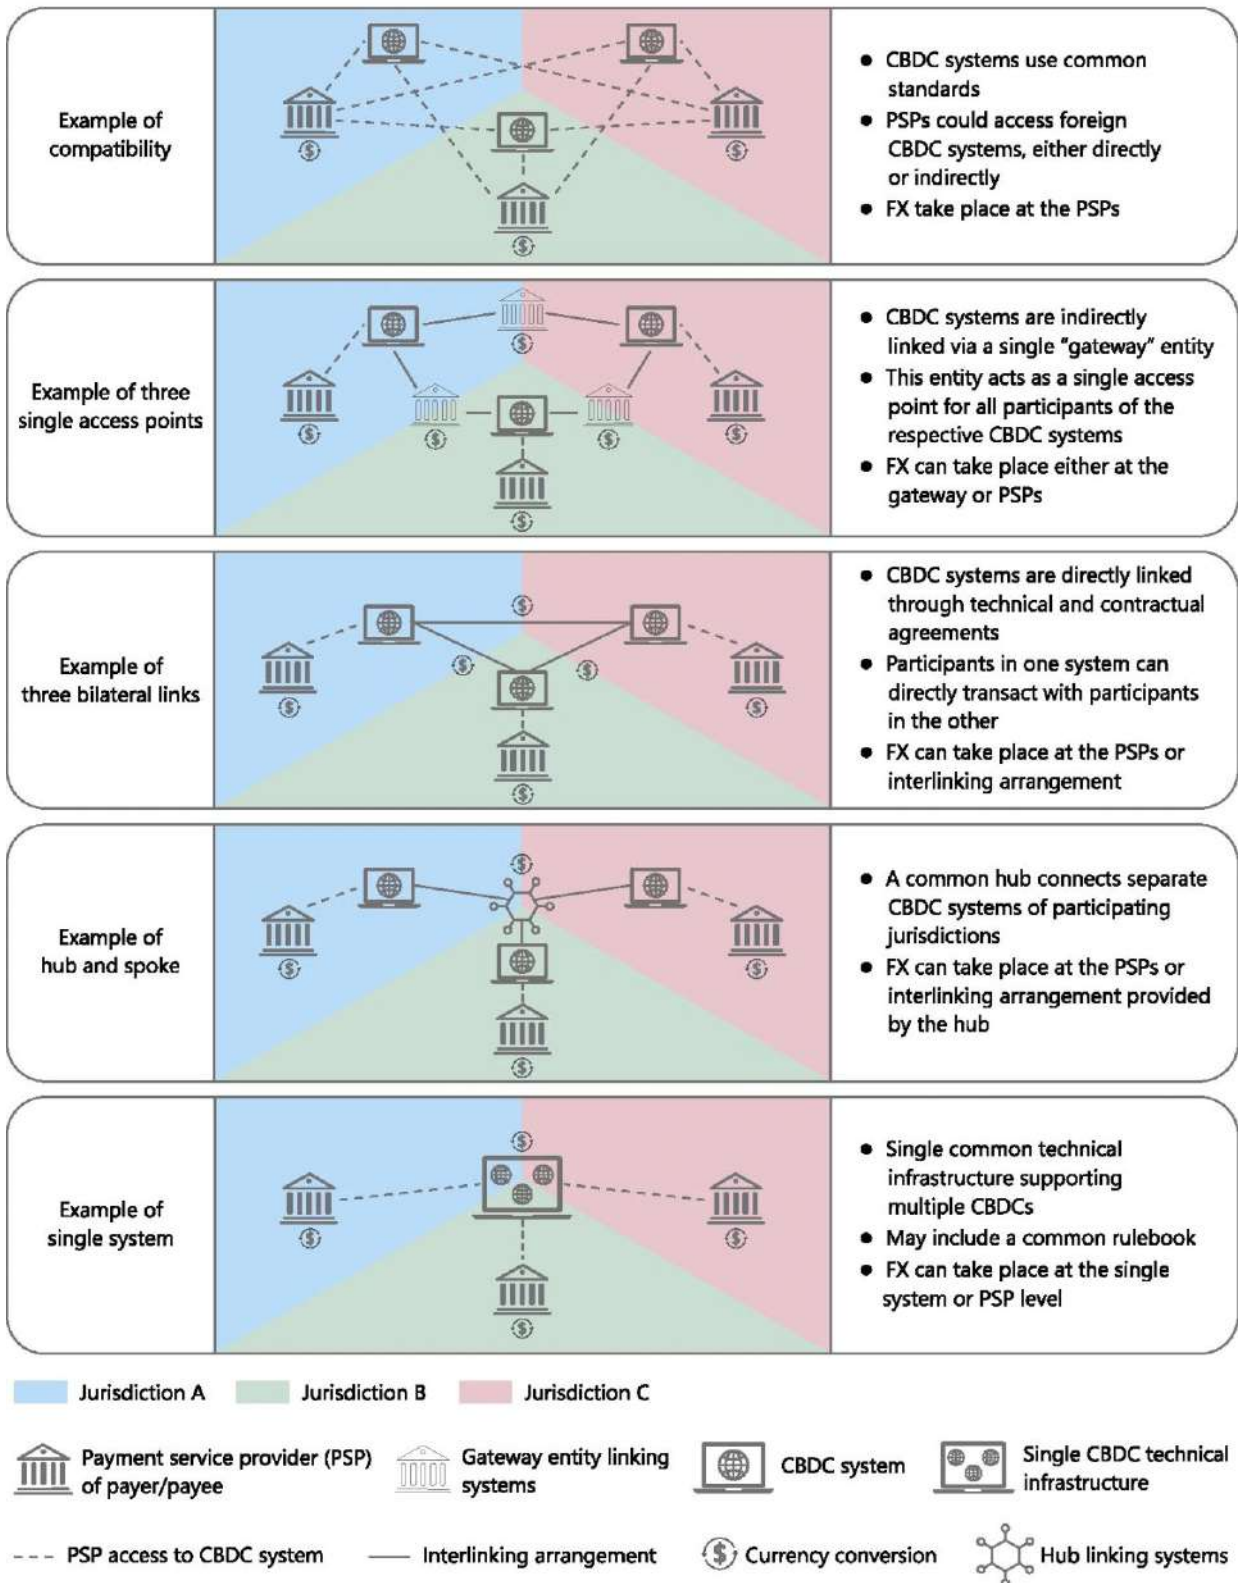 Example of
compatibility
● CBDC systems use common
standards
● PSPs could access foreign
CBDC systems, either directly
or indirectly
● FX take place at the PSPs
Example of three
single access points
● CBDC systems are indirectly
linked via a single “gateway” entity
● This entity acts as a single access
point for all participants of the
respective CBDC systems
● FX can take place either at the
gateway or PSPs
Example of
three bilateral links
● CBDC systems are directly linked
through technical and contractual
agreements
● Participants in one system can
directly transact with participants
in the other
● FX can take place at the PSPs or
interlinking arrangement
Example of
hub and spoke
● A common hub connects separate
CBDC systems of participating
jurisdictions
● FX can take place at the PSPs or
interlinking arrangement provided
by the hub
Example of
single system
● Single common technical
infrastructure supporting
multiple CBDCs
● May include a common rulebook
● FX can take place at the single
system or PSP level
Jurisdiction A
Jurisdiction B
Jurisdiction C
Payment service provider (PSP)
of payer/payee
Gateway entity linking
systems
CBDC system
Single CBDC technical
infrastructure
PSP access to CBDC system
Interlinking arrangement
Currency conversion
Hub linking systems